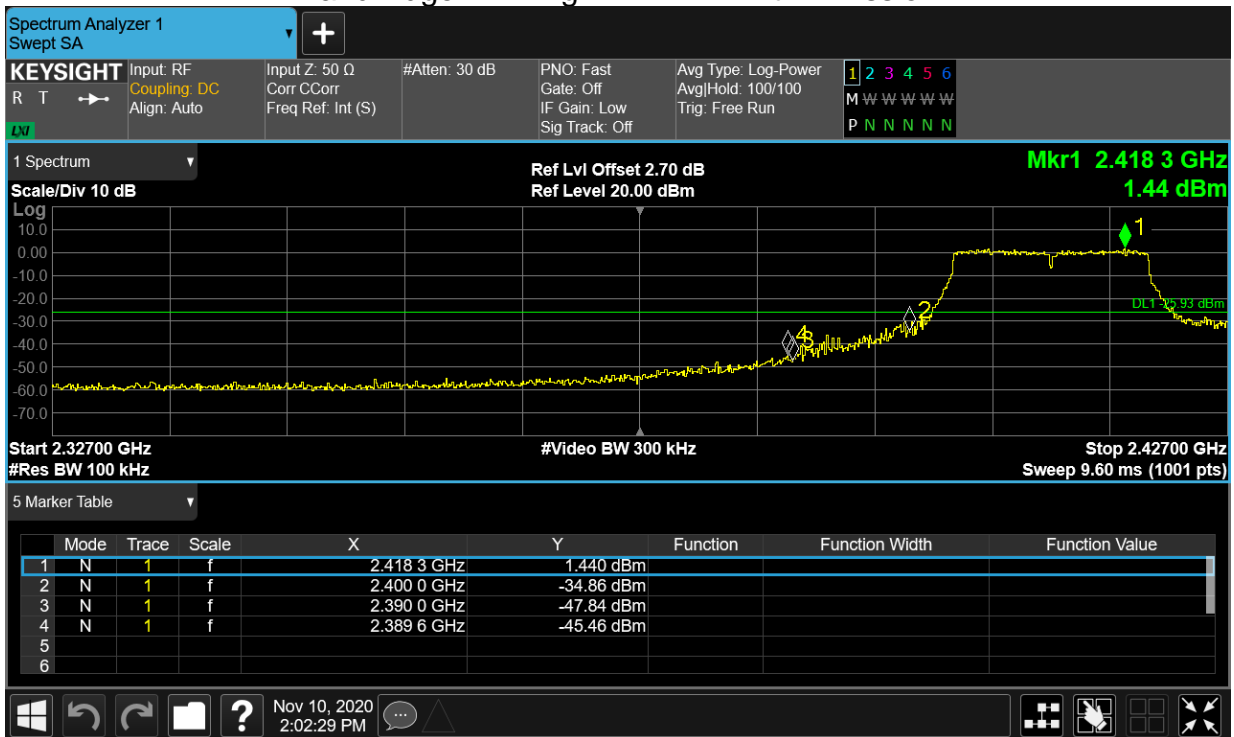 Spectrum Analyzer 1
Swept SA
+
KEYSIGHT
R T
LXI
Input: RF
Coupling: DC
Align: Auto
Input Z: 50 Ω
Corr CCorr
Freq Ref: Int (S)
#Atten: 30 dB
PNO: Fast
Gate: Off
IF Gain: Low
Sig Track: Off
Avg Type: Log-Power
Avg|Hold: 100/100
Trig: Free Run
1 2 3 4 5 6
M W W W W W
P N N N N N
1 Spectrum
Scale/Div 10 dB
Ref Lvl Offset 2.70 dB
Ref Level 20.00 dBm
Mkr1 2.418 3 GHz
1.44 dBm
Log
10.0
0.00
-10.0
-20.0
-30.0
-40.0
-50.0
-60.0
-70.0
1
2
4
3
DL1 -25.93 dBm
Start 2.32700 GHz
#Res BW 100 kHz
#Video BW 300 kHz
Stop 2.42700 GHz
Sweep 9.60 ms (1001 pts)
5 Marker Table
Mode Trace Scale X Y Function Function Width Function Value
1 N 1 f 2.418 3 GHz 1.440 dBm
2 N 1 f 2.400 0 GHz -34.86 dBm
3 N 1 f 2.390 0 GHz -47.84 dBm
4 N 1 f 2.389 6 GHz -45.46 dBm
5
6
?
Nov 10, 2020
2:02:29 PM